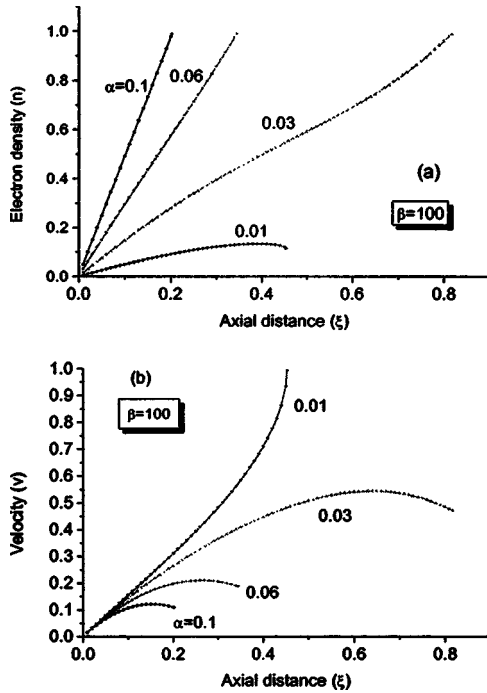 1.0
0.8
0.6
0.4
0.2
0.0
Electron density (n)
α=0.1
0.06
0.03
0.01
(a)
β=100
0.0 0.2 0.4 0.6 0.8
Axial distance (ξ)
1.0
0.9
0.8
0.7
0.6
0.5
0.4
0.3
0.2
0.1
0.0
Velocity (v)
(b)
β=100
0.01
0.03
0.06
α=0.1
0.0 0.2 0.4 0.6 0.8
Axial distance (ξ)